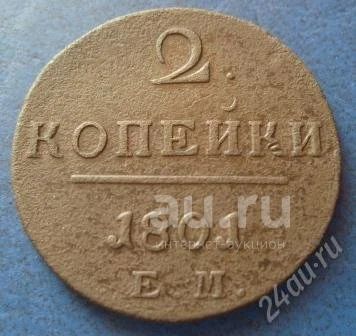 2
КОПЕЙКИ
1801
au.ru
интернет-аукцион
Е. М.
24au.ru